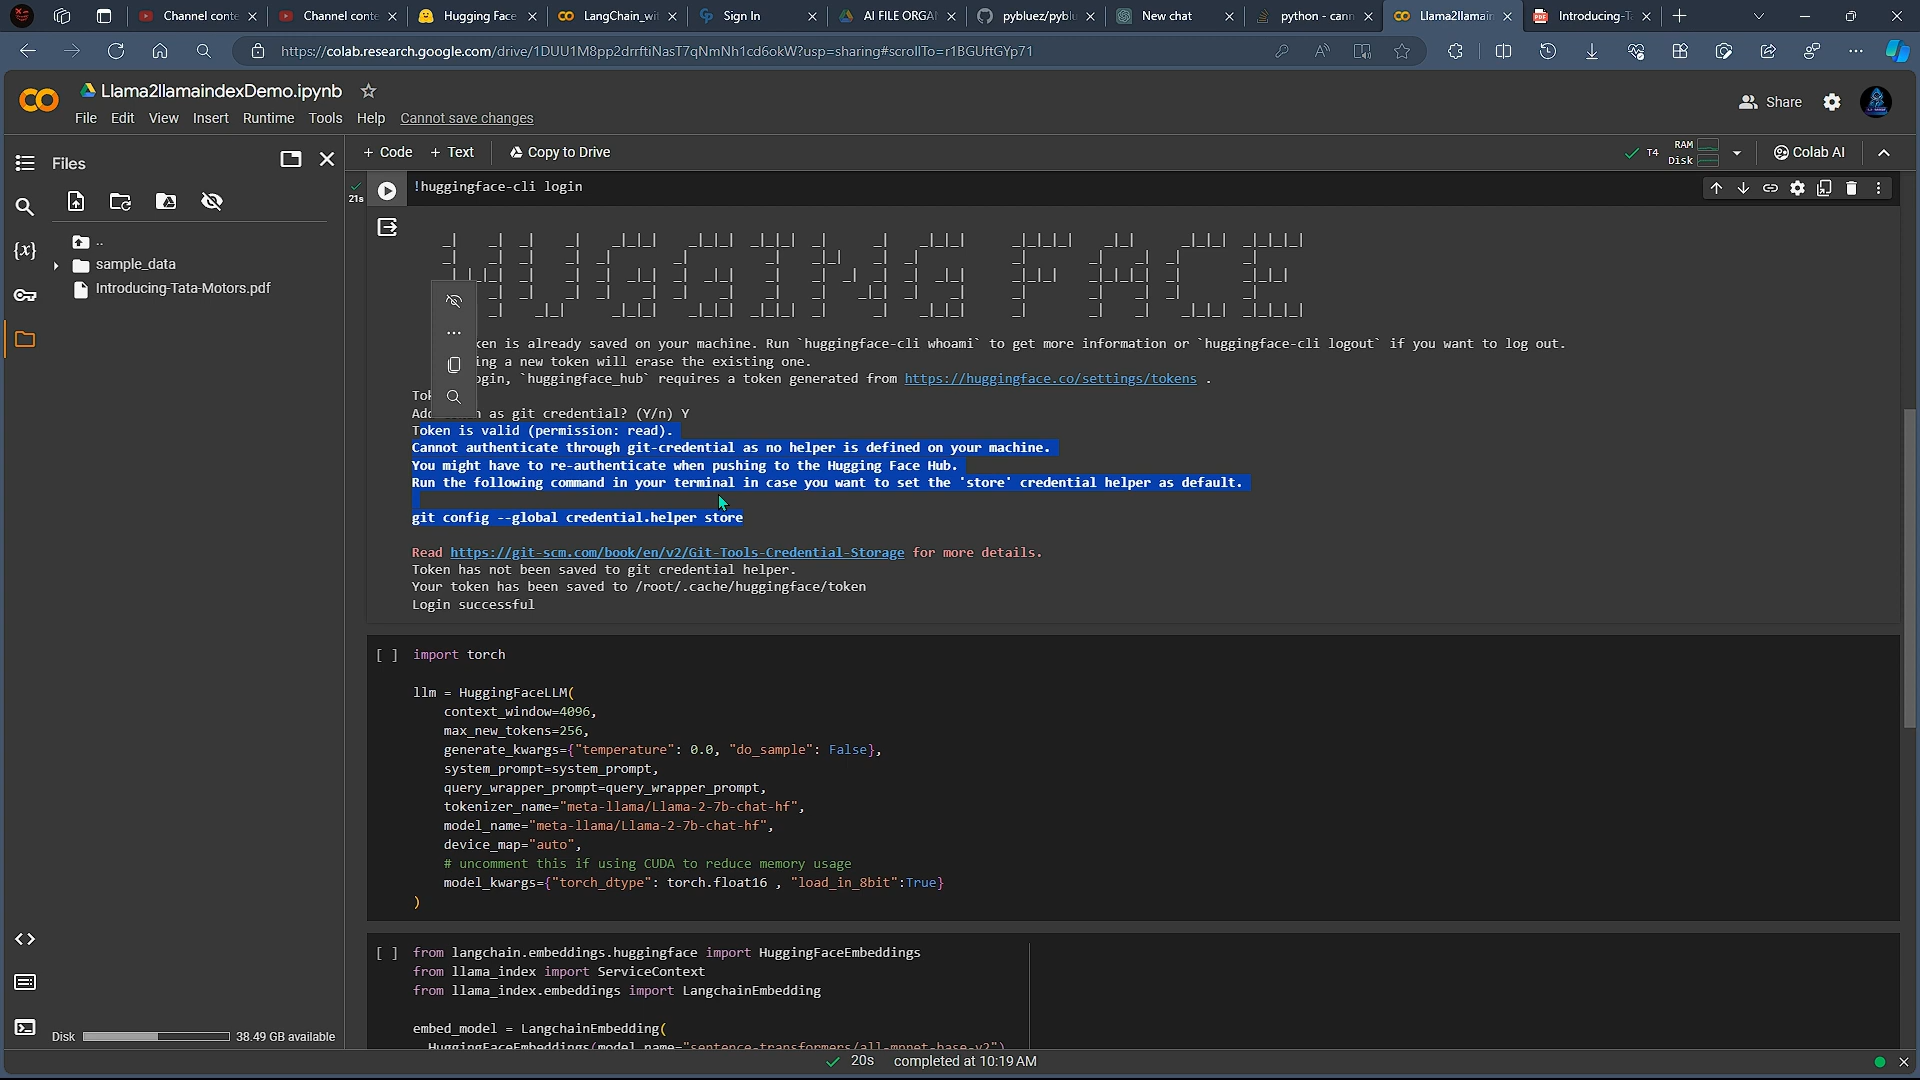 Channel conte
Channel conte
Hugging Face
LangChain_wit
Sign In
AI FILE ORGA
pybluez/pyblu
New chat
python - cann
Llama2llamain
Introducing-T
https://colab.research.google.com/drive/1DUU1M8pp2drrftiNasT7qNmNh1cd6okW?usp=sharing#scrollTo=r1BGUftGYp71
Llama2llamaindexDemo.ipynb
Share
File Edit View Insert Runtime Tools Help Cannot save changes
Files
+ Code + Text Copy to Drive
T4 RAM Disk Colab AI
..
sample_data
Introducing-Tata-Motors.pdf
21s
!huggingface-cli login
HUGGING FACE
ken is already saved on your machine. Run `huggingface-cli whoami` to get more information or `huggingface-cli logout` if you want to log out.
ing a new token will erase the existing one.
ogin, `huggingface_hub` requires a token generated from https://huggingface.co/settings/tokens .
Tok
Add n as git credential? (Y/n) Y
Token is valid (permission: read).
Cannot authenticate through git-credential as no helper is defined on your machine.
You might have to re-authenticate when pushing to the Hugging Face Hub.
Run the following command in your terminal in case you want to set the 'store' credential helper as default.
git config --global credential.helper store
Read https://git-scm.com/book/en/v2/Git-Tools-Credential-Storage for more details.
Token has not been saved to git credential helper.
Your token has been saved to /root/.cache/huggingface/token
Login successful
[ ] import torch
llm = HuggingFaceLLM(
context_window=4096,
max_new_tokens=256,
generate_kwargs={"temperature": 0.0, "do_sample": False},
system_prompt=system_prompt,
query_wrapper_prompt=query_wrapper_prompt,
tokenizer_name="meta-llama/Llama-2-7b-chat-hf",
model_name="meta-llama/Llama-2-7b-chat-hf",
device_map="auto",
# uncomment this if using CUDA to reduce memory usage
model_kwargs={"torch_dtype": torch.float16 , "load_in_8bit":True}
)
[ ] from langchain.embeddings.huggingface import HuggingFaceEmbeddings
from llama_index import ServiceContext
from llama_index.embeddings import LangchainEmbedding
embed_model = LangchainEmbedding(
HuggingFaceEmbeddings(model_name="sentence-transformers/all-mpnet-base-v2")
Disk 38.49 GB available
20s completed at 10:19 AM